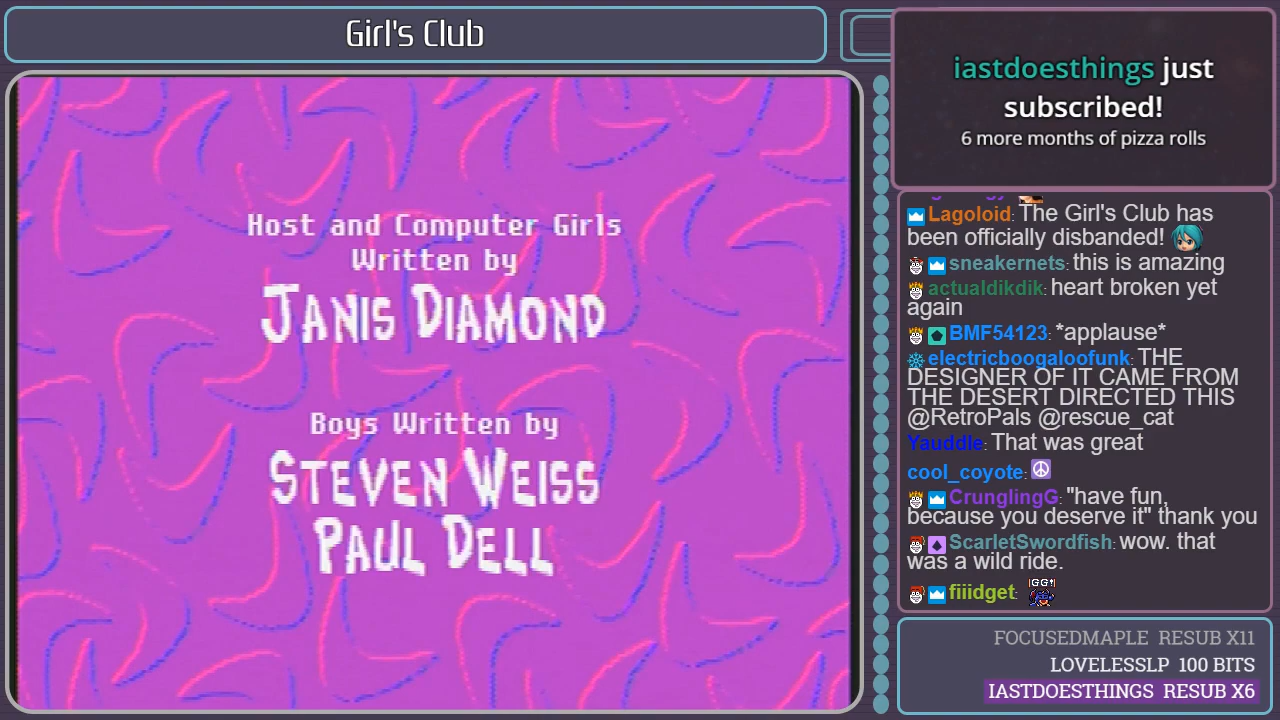 Girl's Club
Host and Computer Girls
Written by
JANIS DIAMOND
Boys Written by
STEVEN WEISS
PAUL DELL
iastdoesthings just
subscribed!
6 more months of pizza rolls
Lagoloid: The Girl's Club has
been officially disbanded!
sneakernets: this is amazing
actualdikdik: heart broken yet
again
BMF54123: *applause*
electricboogaloofunk: THE
DESIGNER OF IT CAME FROM
THE DESERT DIRECTED THIS
@RetroPals @rescue_cat
Yauddle: That was great
cool_coyote:
CrunglingG: "have fun,
because you deserve it" thank you
ScarletSwordfish: wow. that
was a wild ride.
fiiidget: GG!
FOCUSEDMAPLE RESUB X11
LOVELESSLP 100 BITS
IASTDOESTHINGS RESUB X6